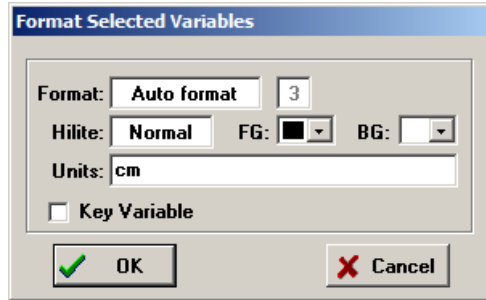 Format Selected Variables
Format: Auto format 3
Hilite: Normal FG: BG:
Units: cm
Key Variable
OK Cancel